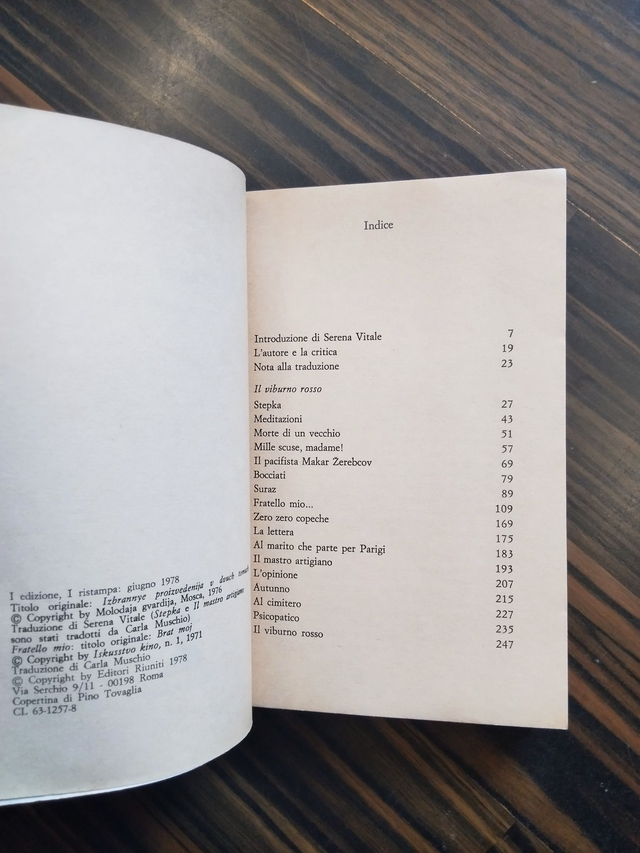 I edizione, I ristampa: giugno 1978
Titolo originale: Izbrannye proizvedenija v dvuch tomach
© Copyright by Molodaja gvardija, Mosca, 1976
Traduzione di Serena Vitale (Stepka e Il mastro artigiano
sono stati tradotti da Carla Muschio)
Fratello mio: titolo originale: Brat moj
© Copyright by Iskusstvo kino, n. 1, 1971
Traduzione di Carla Muschio
© Copyright by Editori Riuniti 1978
Via Serchio 9/11 - 00198 Roma
Copertina di Pino Tovaglia
CL 63-1257-8
Indice
Introduzione di Serena Vitale 7
L'autore e la critica 19
Nota alla traduzione 23
Il viburno rosso
Stepka 27
Meditazioni 43
Morte di un vecchio 51
Mille scuse, madame! 57
Il pacifista Makar Žerebcov 69
Bocciati 79
Suraz 89
Fratello mio... 109
Zero zero copeche 169
La lettera 175
Al marito che parte per Parigi 183
Il mastro artigiano 193
L'opinione 207
Autunno 215
Al cimitero 227
Psicopatico 235
Il viburno rosso 247